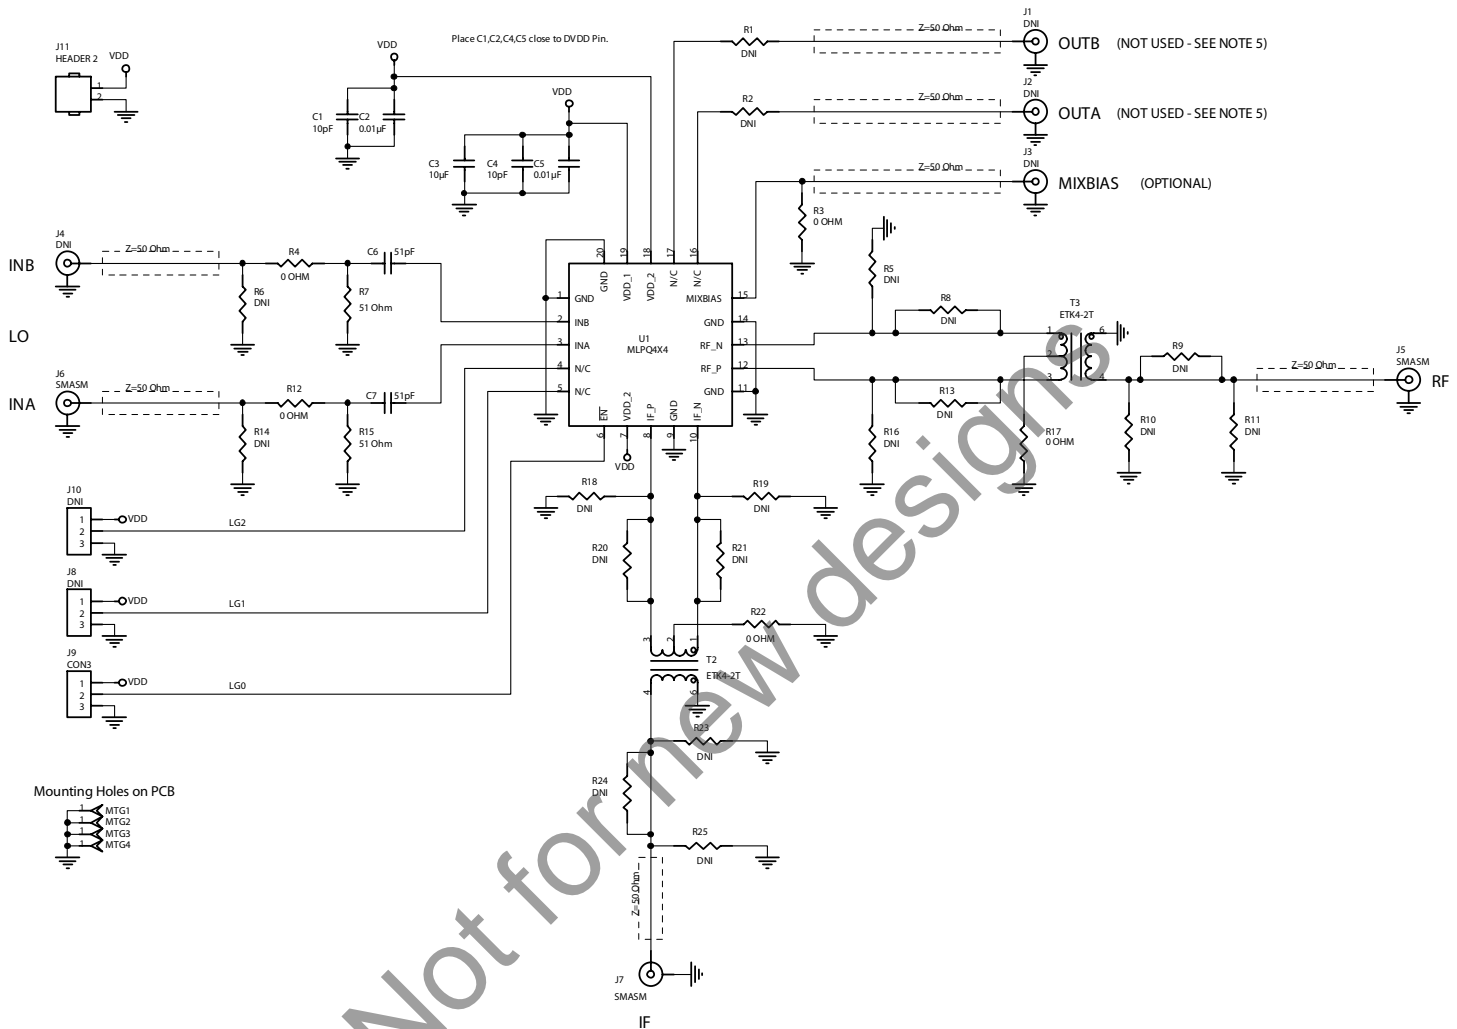 J11
HEADER 2
VDD
1
2
VDD
C1
10pF
C2
0.01µF
Place C1,C2,C4,C5 close to DVDD Pin.
VDD
C3
10µF
C4
10pF
C5
0.01µF
R1
DNI
Z=50 Ohm
J1
DNI
OUTB (NOT USED - SEE NOTE 5)
R2
DNI
Z=50 Ohm
J2
DNI
OUTA (NOT USED - SEE NOTE 5)
Z=50 Ohm
J3
DNI
MIXBIAS (OPTIONAL)
R3
0 OHM
INB
J4
DNI
Z=50 Ohm
R4
0 OHM
C6
51pF
R6
DNI
R7
51 Ohm
LO
INA
J6
SMASM
Z=50 Ohm
R12
0 OHM
C7
51pF
R14
DNI
R15
51 Ohm
20
19
18
17
16
GND
VDD_1
VDD_2
N/C
N/C
1
GND
2
INB
3
INA
4
N/C
5
N/C
U1
MLPQ4X4
MIXBIAS
15
GND
14
RF_N
13
RF_P
12
GND
11
EN
VDD_2
IF_P
GND
IF_N
6
7
8
9
10
VDD
R5
DNI
R8
DNI
T3
ETK4-2T
1
2
3
6
4
R9
DNI
Z=50 Ohm
J5
SMASM
RF
R13
DNI
R16
DNI
R17
0 OHM
R10
DNI
R11
DNI
R18
DNI
R19
DNI
R20
DNI
R21
DNI
R22
0 OHM
3
2
1
T2
ETK4-2T
4
6
R23
DNI
R24
DNI
R25
DNI
Z=50 Ohm
J7
SMASM
IF
J10
DNI
1
2
3
VDD
LG2
J8
DNI
1
2
3
VDD
LG1
J9
CON3
1
2
3
VDD
LG0
Mounting Holes on PCB
1
MTG1
1
MTG2
1
MTG3
1
MTG4
Not for new designs